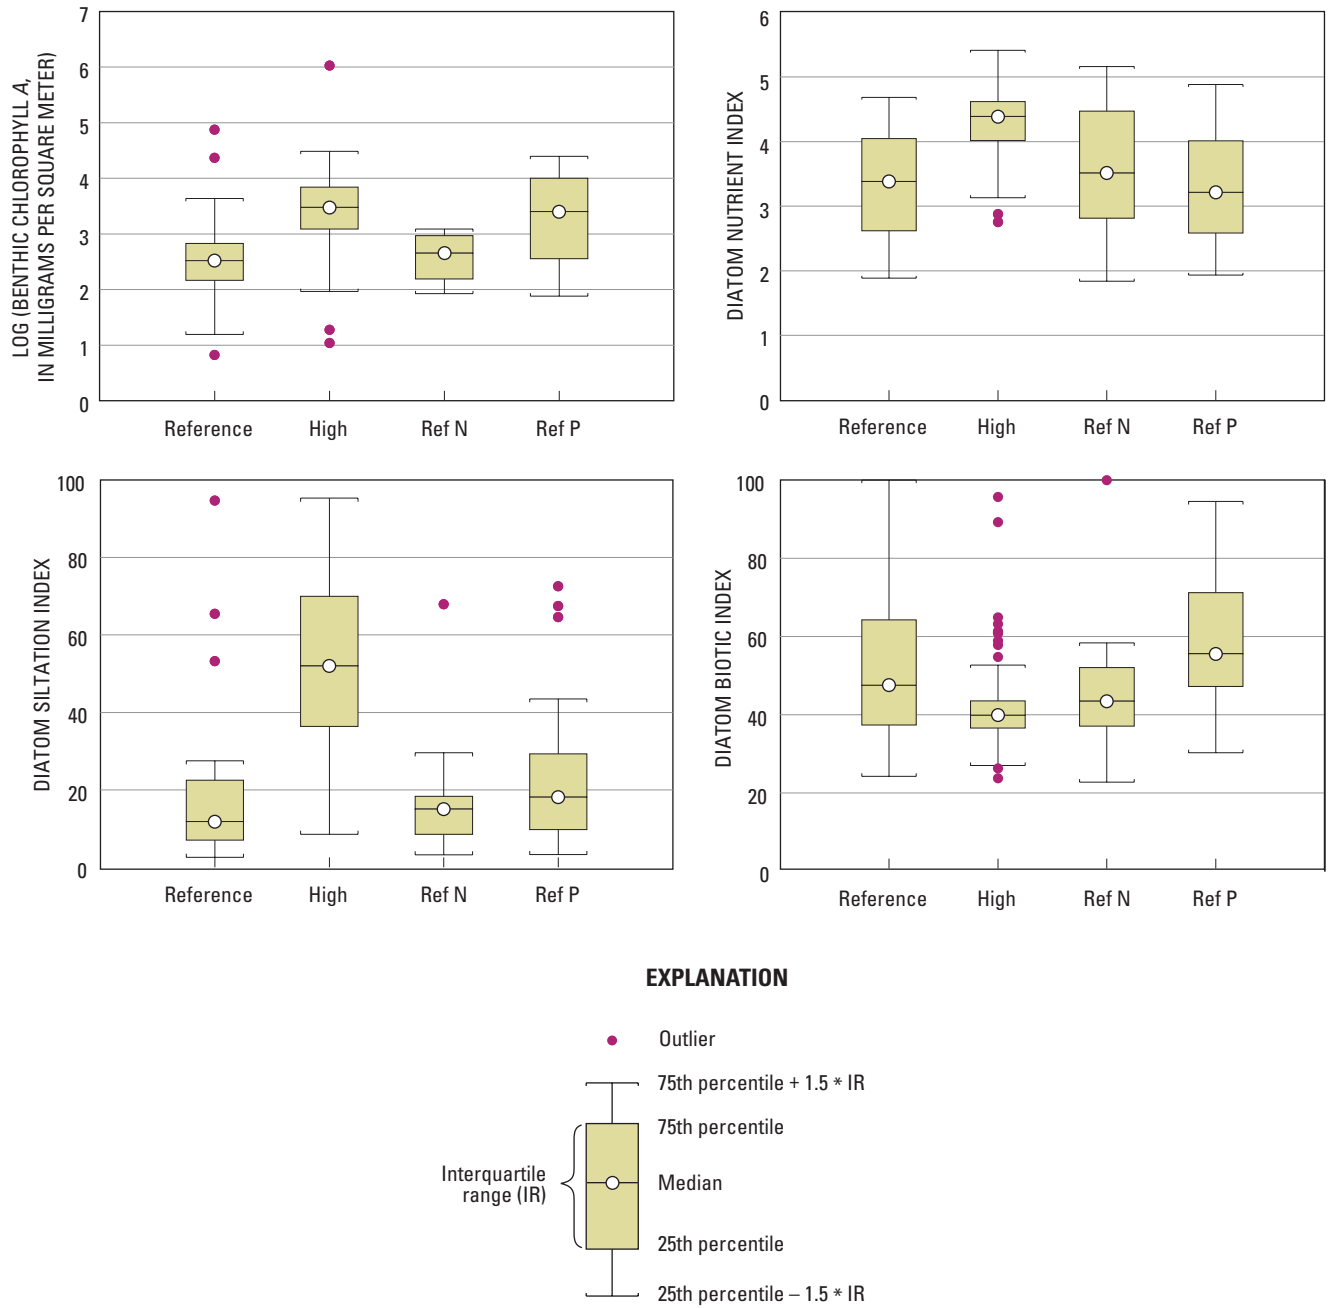 LOG (BENTHIC CHLOROPHYLL A,
IN MILLIGRAMS PER SQUARE METER)
7
6
5
4
3
2
1
0
Reference High Ref N Ref P
DIATOM NUTRIENT INDEX
6
5
4
3
2
1
0
Reference High Ref N Ref P
DIATOM SILTATION INDEX
100
80
60
40
20
0
Reference High Ref N Ref P
DIATOM BIOTIC INDEX
100
80
60
40
20
0
Reference High Ref N Ref P
EXPLANATION
Outlier
75th percentile + 1.5 * IR
75th percentile
Interquartile
range (IR)
Median
25th percentile
25th percentile – 1.5 * IR